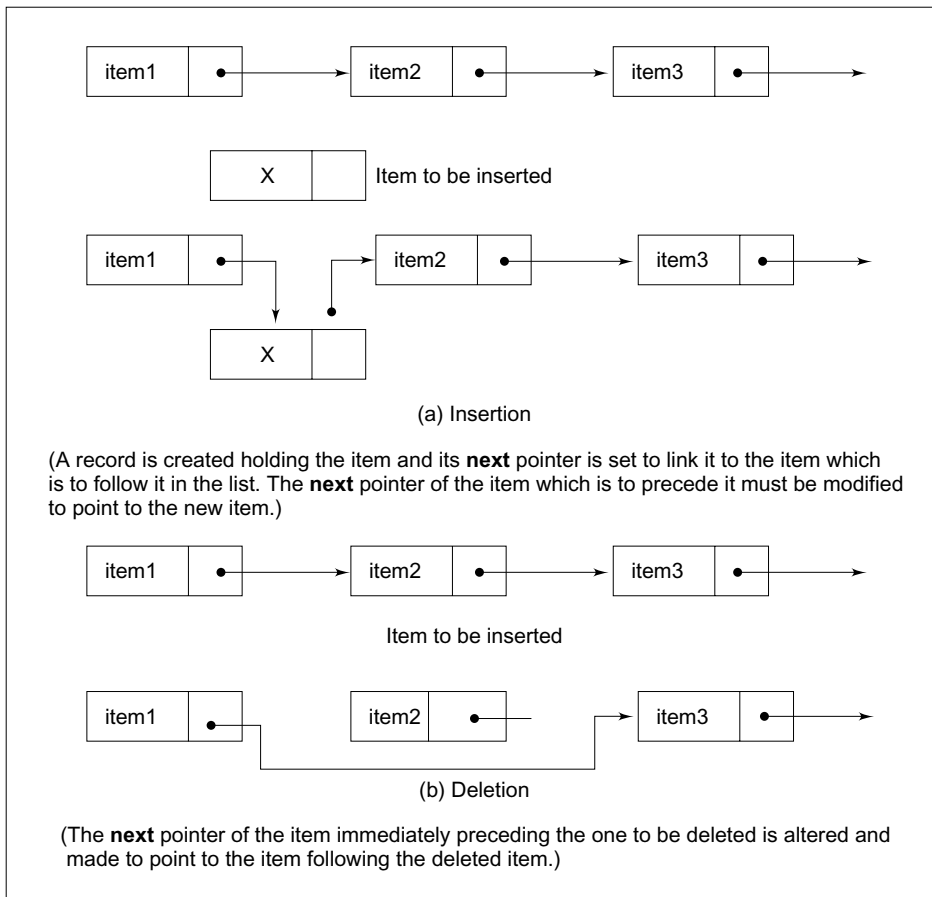 item1 item2 item3
X Item to be inserted
item1 item2 item3
X
(a) Insertion
(A record is created holding the item and its next pointer is set to link it to the item which
is to follow it in the list. The next pointer of the item which is to precede it must be modified
to point to the new item.)
item1 item2 item3
Item to be inserted
item1 item2 item3
(b) Deletion
(The next pointer of the item immediately preceding the one to be deleted is altered and
made to point to the item following the deleted item.)